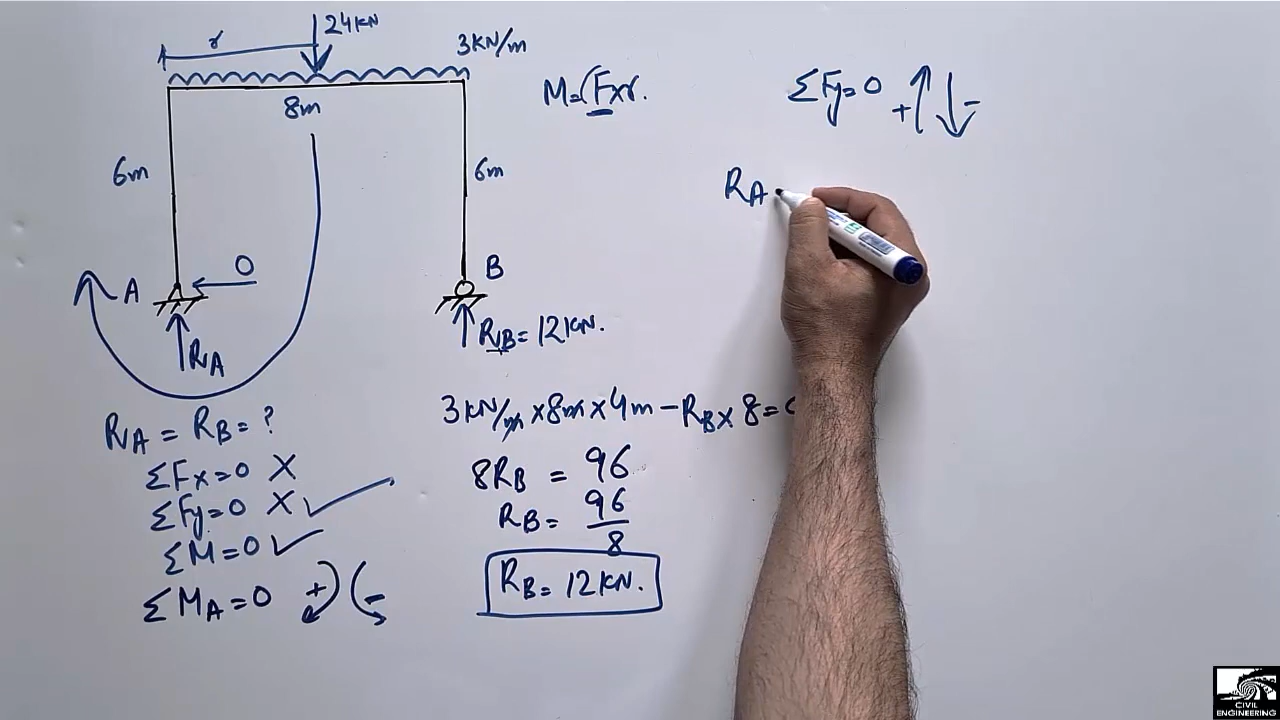 24KN
r
3KN/m
8m
6m
6m
A
O
B
RA
RB= 12KN.
M=(F×r.
ΣFy=0 + -
RA
RA = RB= ?
ΣFx=0 X
ΣFy=0 X ✓
ΣM=0 ✓
ΣMA=0 + -
3KN/m ×8m×4m-RB× 8=
8RB = 96
RB= 96
8
RB= 12KN.
CIVIL
ENGINEERING